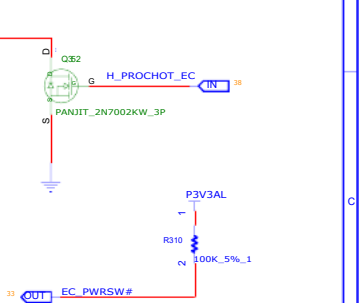 D
Q352
H_PROCHOT_EC
G
IN
38
S
PANJIT_2N7002KW_3P
C
P3V3AL
1
R310
100K_5%_1
2
33
OUT
EC_PWRSW#